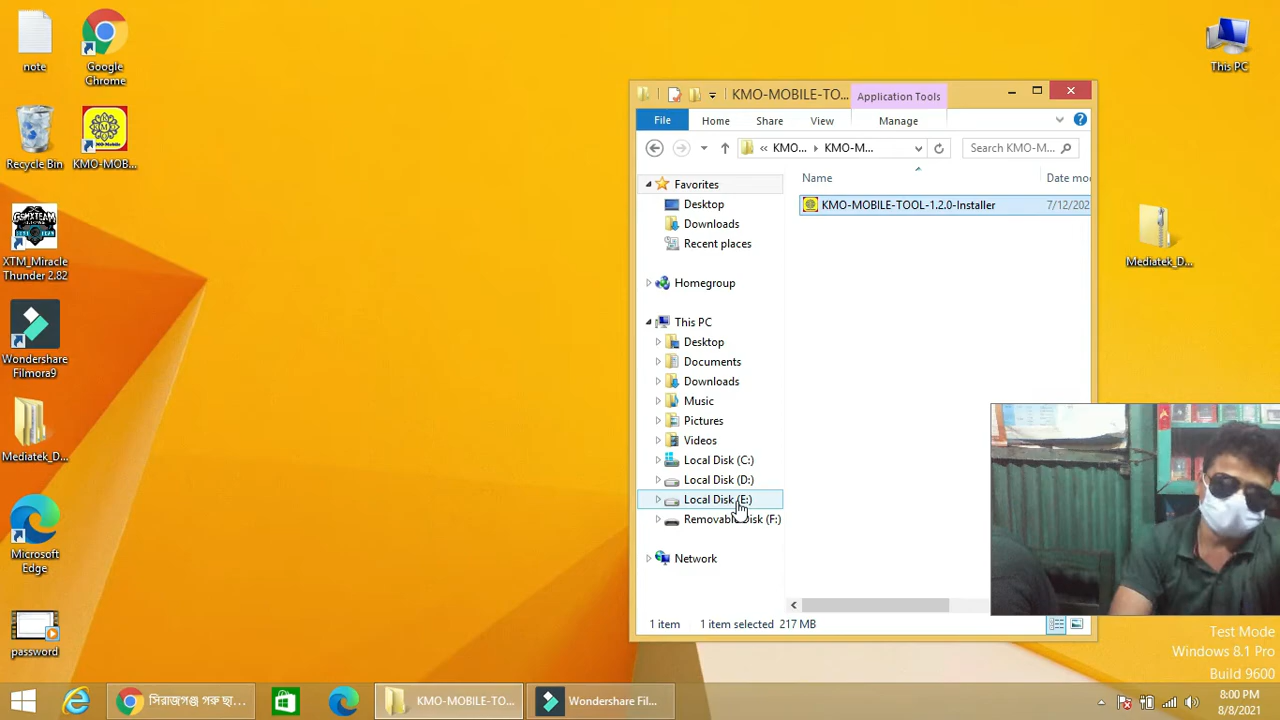 note
Google
Chrome
This PC
Recycle Bin
KMO-MOB...
XTM_Miracle
Thunder 2.82
Wondershare
Filmora9
Mediatek_D...
Microsoft
Edge
password
KMO-MOBILE-TO...
Application Tools
File
Home
Share
View
Manage
« KMO... › KMO-M...
Search KMO-M...
Name
Date mo
KMO-MOBILE-TOOL-1.2.0-Installer
7/12/202
Favorites
Desktop
Downloads
Recent places
Homegroup
This PC
Desktop
Documents
Downloads
Music
Pictures
Videos
Local Disk (C:)
Local Disk (D:)
Local Disk (E:)
Removable Disk (F:)
Network
1 item
1 item selected 217 MB
Mediatek_D...
Test Mode
Windows 8.1 Pro
Build 9600
সিরাজগঞ্জ গরু ছা...
KMO-MOBILE-TO...
Wondershare Fil...
8:00 PM
8/8/2021